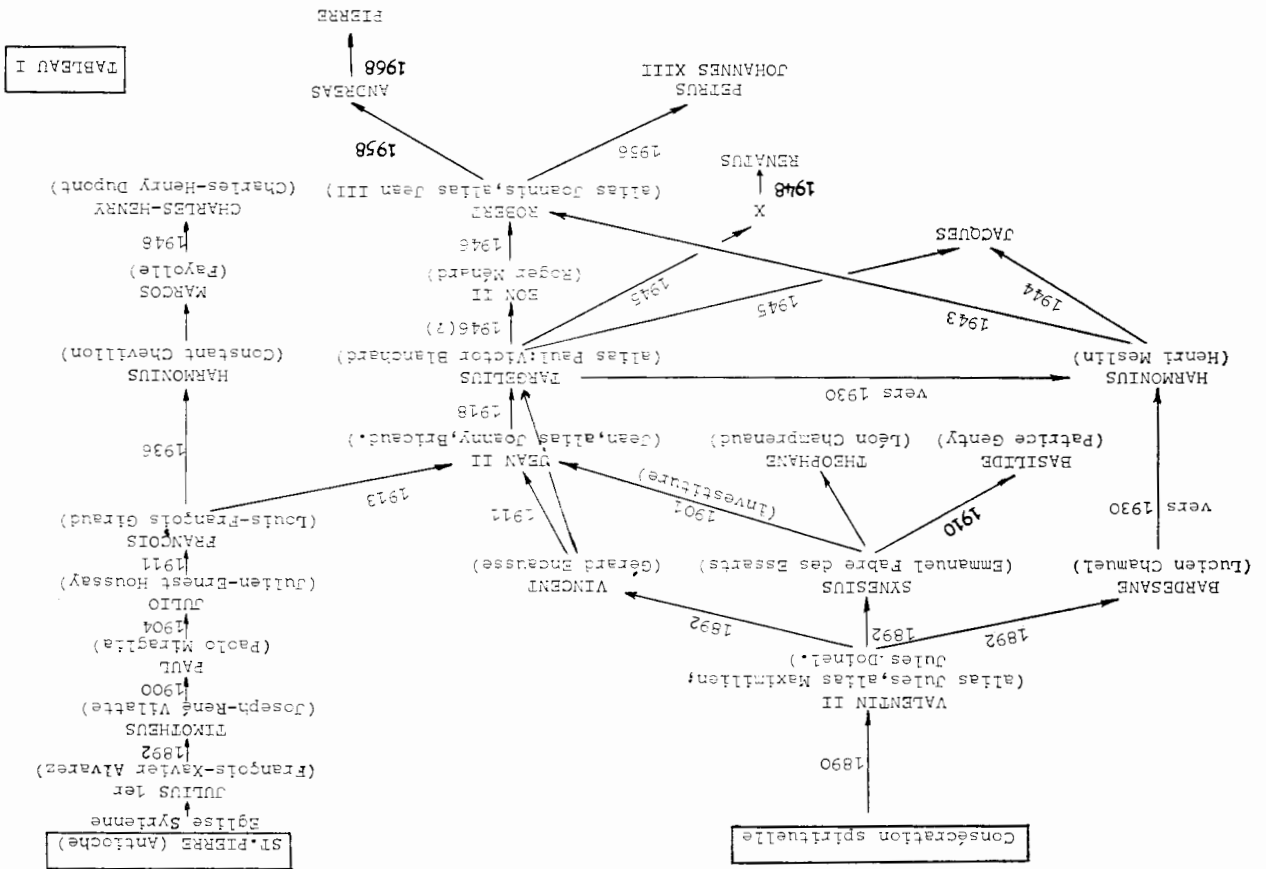 Consécration spirituelle
ST.PIERRE (Antioche)
Eglise Syrienne
1890
JULIUS 1er
(François-Xavier Alvarez)
1892
TIMOTHEUS
(Joseph-René Villatte)
1900
VALENTIN II
(alias Jules,alias Maximilien;
Jules Doinel.)
PAUL
(Paolo Miraglia)
1904
1892
1892
1892
JULIO
(Julien-Ernest Houssay)
1911
BARDESANE
(Lucien Chamuel)
SYNESIUS
(Emmanuel Fabre des Essarts)
VINCENT
(Gérard Encausse)
FRANÇOIS
(Louis-François Giraud)
vers 1930
1910
1901
(investiture)
1911
1913
1936
BASILIDE
(Patrice Genty)
THEOPHANE
(Léon Champrenaud)
JEAN II
(Jean,alias Joanny,Bricaud.)
1918
HARMONIUS
(Henri Meslin)
vers 1930
TARGELIUS
(alias Paul:Victor Blanchard)
HARMONIUS
(Constant Chevillon)
1944
1943
1945
1945
1946(?)
EON II
(Roger Ménard)
1946
MARCOS
(Fayolle)
1948
JACQUES
X
1948
RENATUS
ROBERT
(alias Joannis,alias Jean III)
CHARLES-HENRY
(Charles-Henry Dupont)
1956
1958
PETRUS
JOHANNES XIII
ANDREAS
1968
PIERRE
TABLEAU I